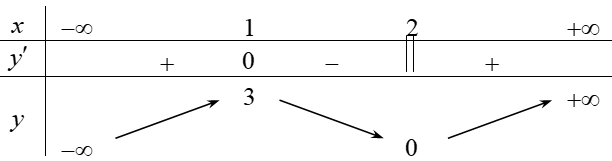 x −∞ 1 2 +∞
y′ + 0 − +
3 +∞
y
−∞ 0